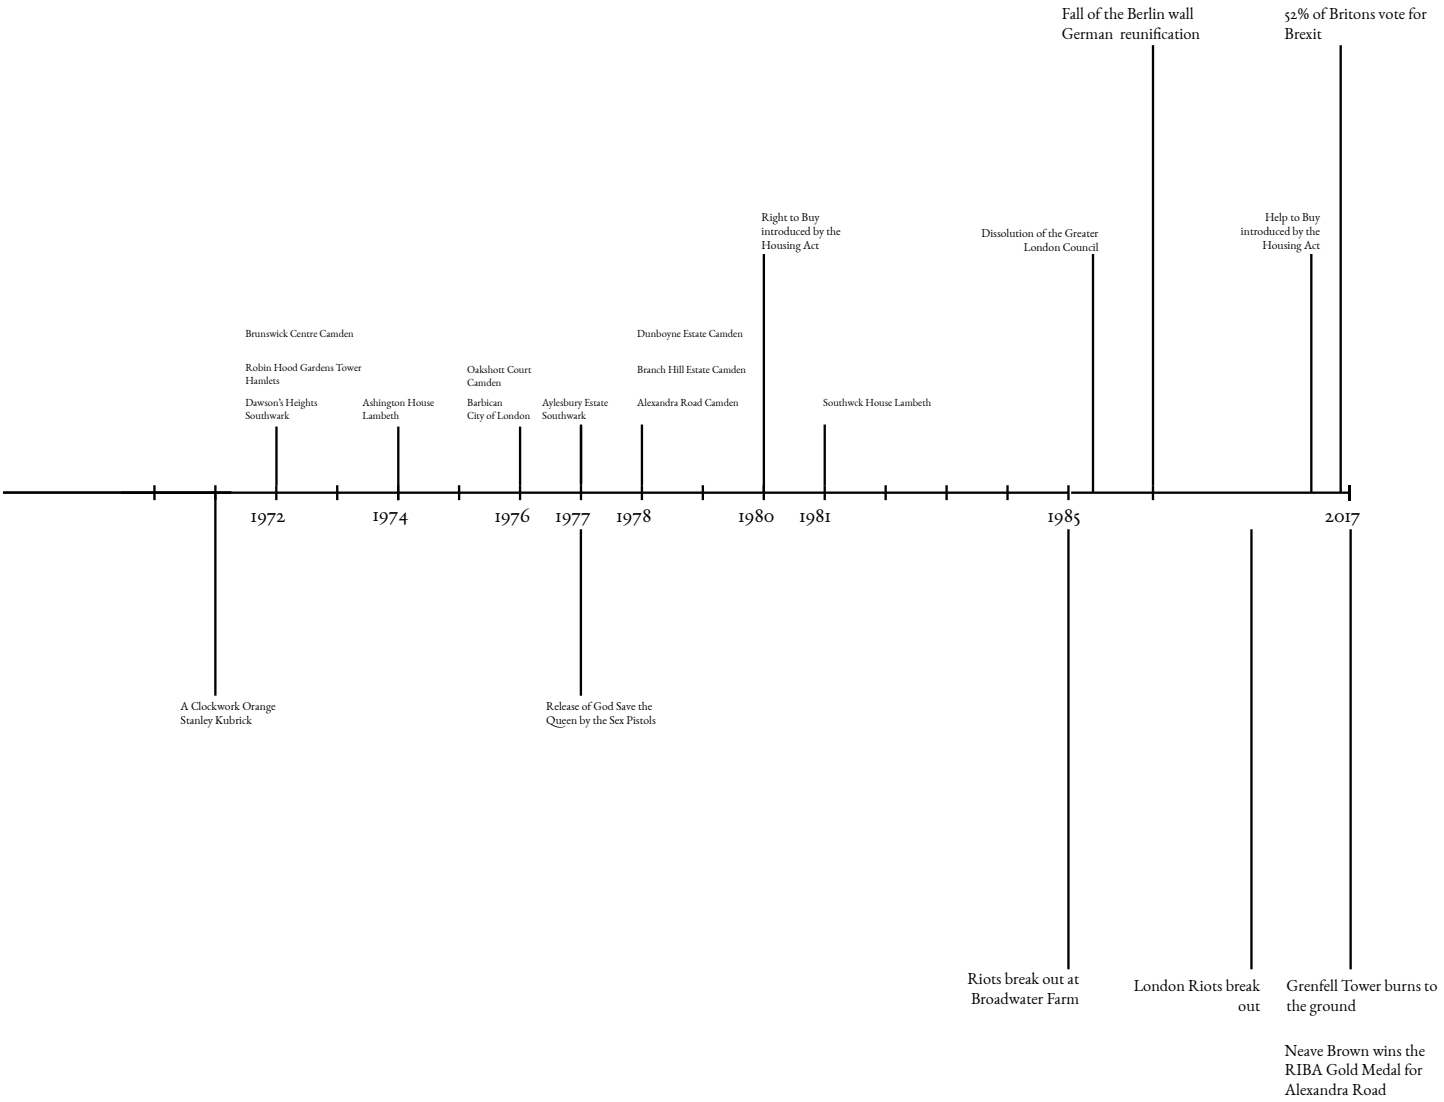 Fall of the Berlin wall
German reunification
52% of Britons vote for
Brexit
Right to Buy
introduced by the
Housing Act
Dissolution of the Greater
London Council
Help to Buy
introduced by the
Housing Act
Brunswick Centre Camden
Robin Hood Gardens Tower
Hamlets
Dawson's Heights
Southwark
Ashington House
Lambeth
Oakshott Court
Camden
Barbican
City of London
Aylesbury Estate
Southwark
Dunboyne Estate Camden
Branch Hill Estate Camden
Alexandra Road Camden
Southwck House Lambeth
1972
1974
1976
1977
1978
1980
1981
1985
2017
A Clockwork Orange
Stanley Kubrick
Release of God Save the
Queen by the Sex Pistols
Riots break out at
Broadwater Farm
London Riots break
out
Grenfell Tower burns to
the ground
Neave Brown wins the
RIBA Gold Medal for
Alexandra Road